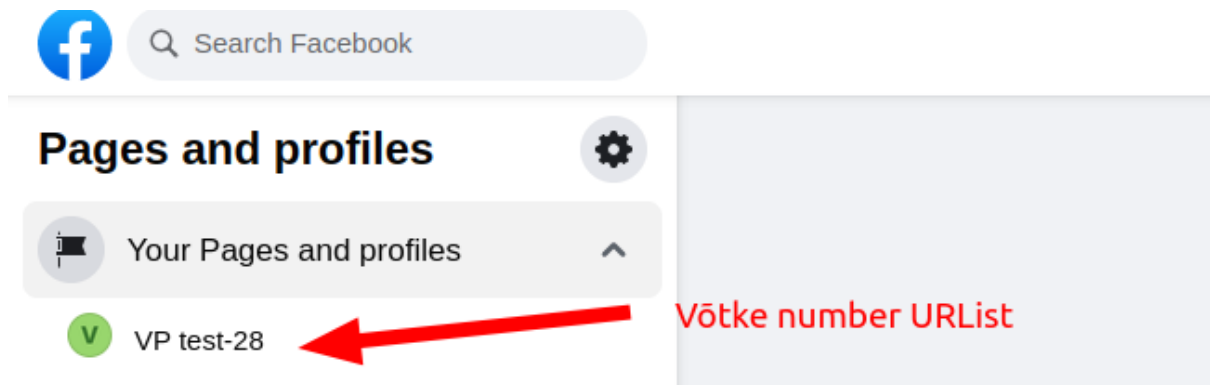 Search Facebook
Pages and profiles
Your Pages and profiles
Võtke number URList
V VP test-28